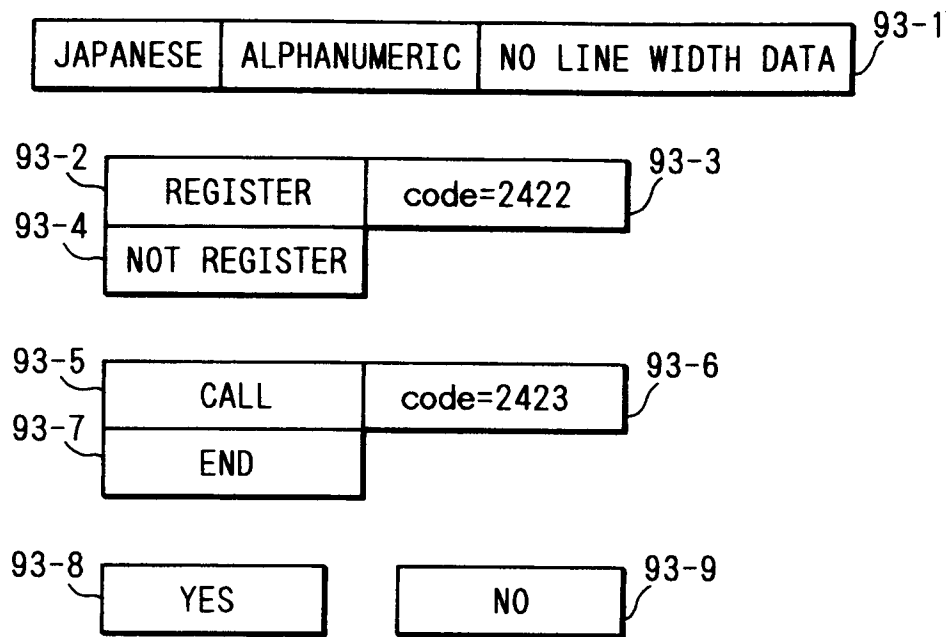 JAPANESE ALPHANUMERIC NO LINE WIDTH DATA 93-1
93-2 REGISTER code=2422 93-3
93-4 NOT REGISTER
93-5 CALL code=2423 93-6
93-7 END
93-8 YES NO 93-9